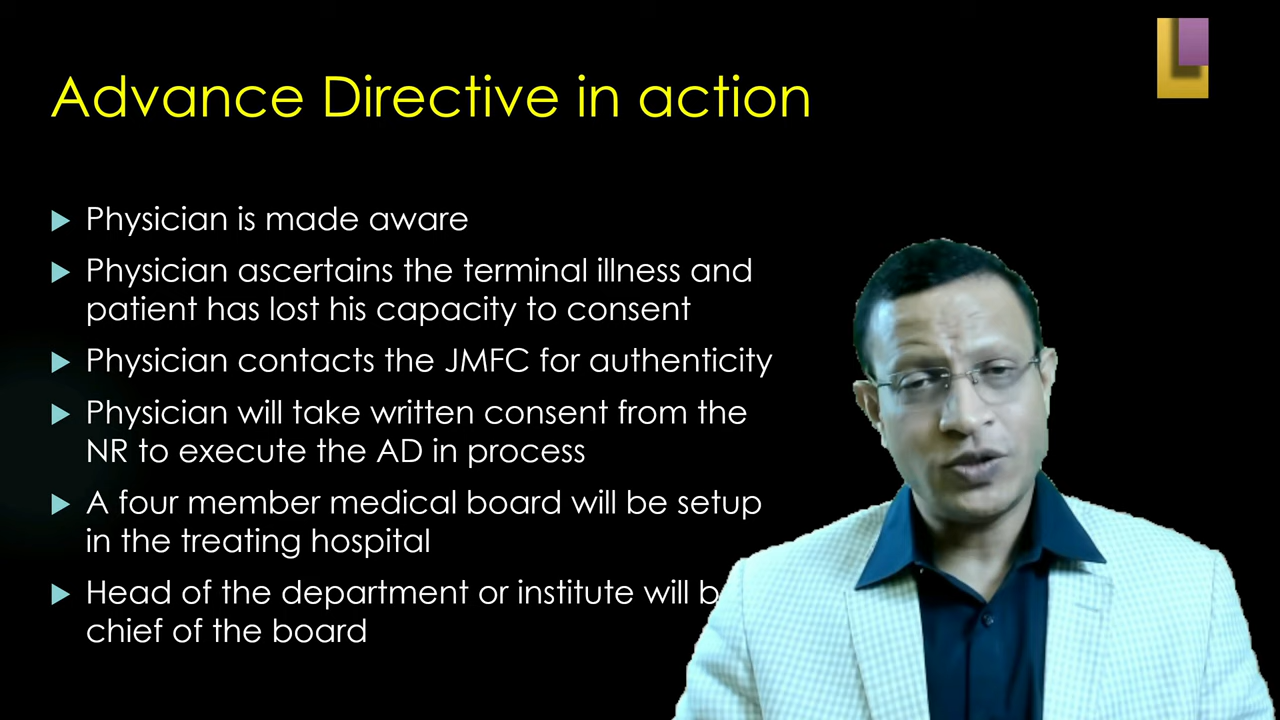 Advance Directive in action
Physician is made aware
Physician ascertains the terminal illness and
patient has lost his capacity to consent
Physician contacts the JMFC for authenticity
Physician will take written consent from the
NR to execute the AD in process
A four member medical board will be setup
in the treating hospital
Head of the department or institute will
chief of the board